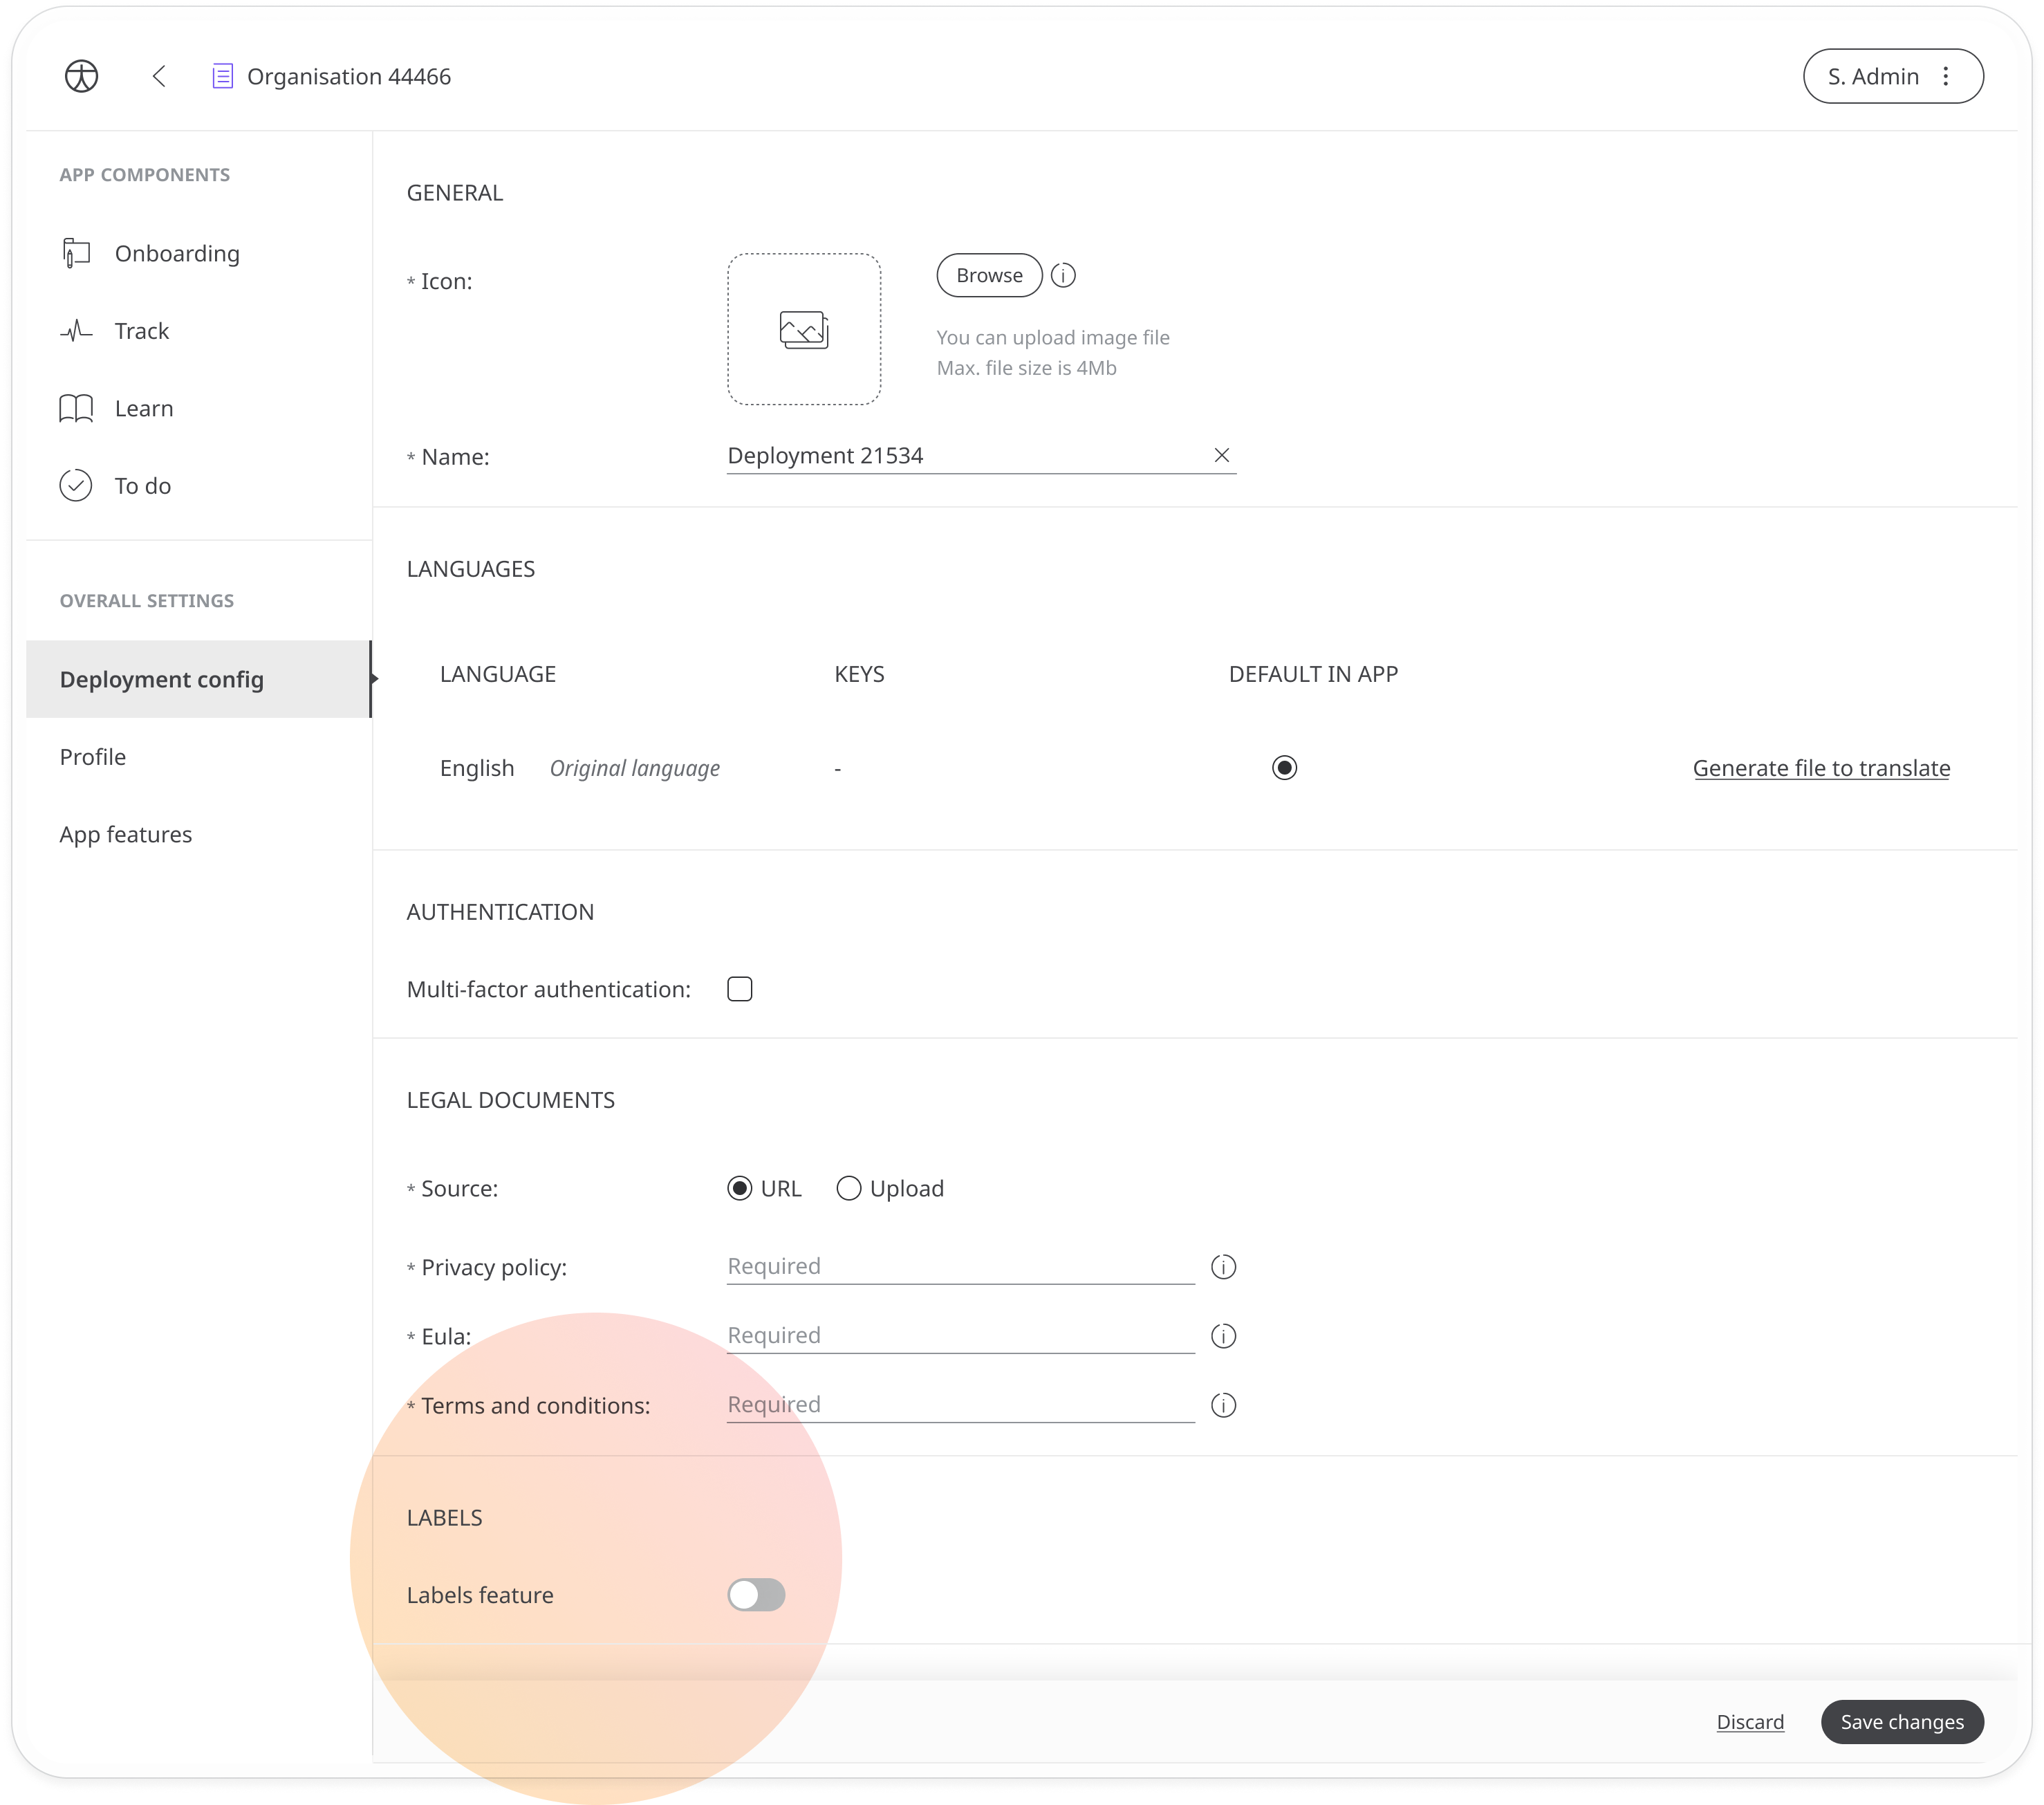 Organisation 44466
S. Admin
APP COMPONENTS
Onboarding
Track
Learn
To do
OVERALL SETTINGS
Deployment config
Profile
App features
GENERAL
* Icon:
Browse
You can upload image file
Max. file size is 4Mb
* Name:
Deployment 21534
LANGUAGES
LANGUAGE KEYS DEFAULT IN APP
English Original language - Generate file to translate
AUTHENTICATION
Multi-factor authentication:
LEGAL DOCUMENTS
* Source: URL Upload
* Privacy policy: Required
* Eula: Required
* Terms and conditions: Required
LABELS
Labels feature
Discard Save changes